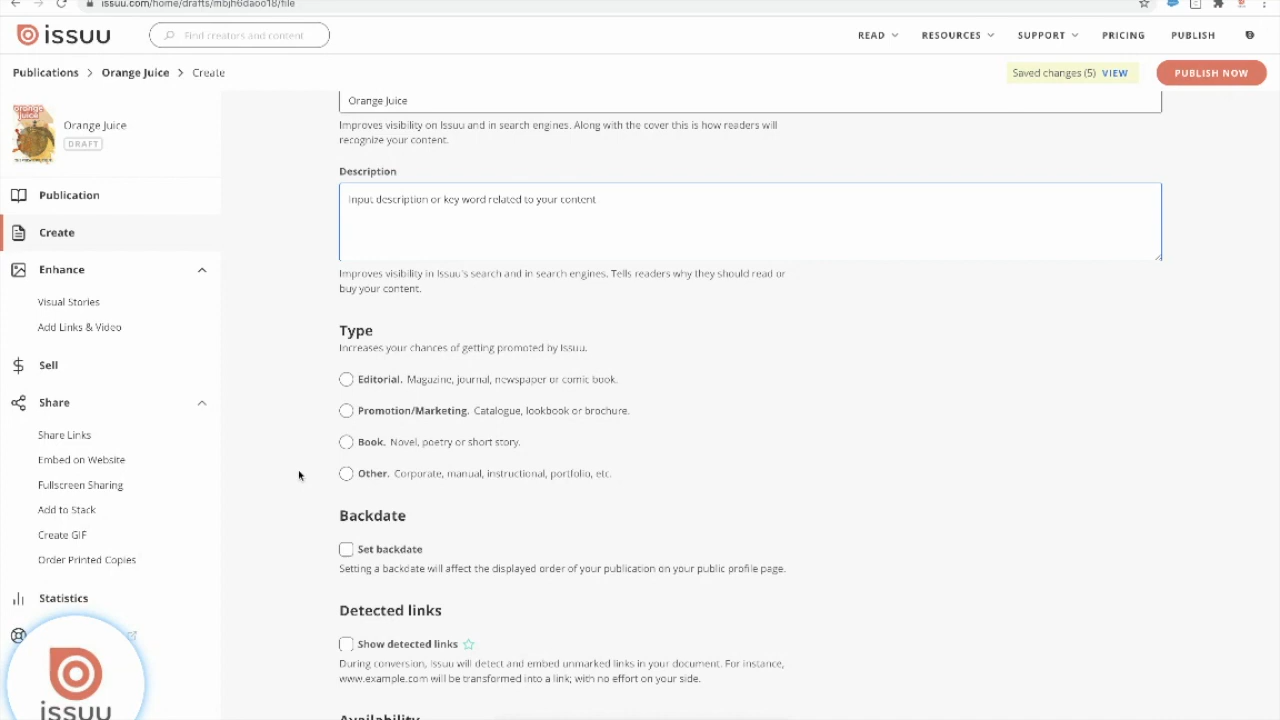 issuu.com/home/drafts/mbjh6dao018/file
issuu
Find creators and content
READ
RESOURCES
SUPPORT
PRICING
PUBLISH
Publications > Orange Juice > Create
Saved changes (5) VIEW
PUBLISH NOW
orange juice
Orange Juice
DRAFT
Publication
Create
Enhance
Visual Stories
Add Links & Video
Sell
Share
Share Links
Embed on Website
Fullscreen Sharing
Add to Stack
Create GIF
Order Printed Copies
Statistics
issuu
Orange Juice
Improves visibility on Issuu and in search engines. Along with the cover this is how readers will
recognize your content.
Description
Input description or key word related to your content
Improves visibility in Issuu's search and in search engines. Tells readers why they should read or
buy your content.
Type
Increases your chances of getting promoted by Issuu.
Editorial. Magazine, journal, newspaper or comic book.
Promotion/Marketing. Catalogue, lookbook or brochure.
Book. Novel, poetry or short story.
Other. Corporate, manual, instructional, portfolio, etc.
Backdate
Set backdate
Setting a backdate will affect the displayed order of your publication on your public profile page.
Detected links
Show detected links
During conversion, Issuu will detect and embed unmarked links in your document. For instance,
www.example.com will be transformed into a link; with no effort on your side.
Availability